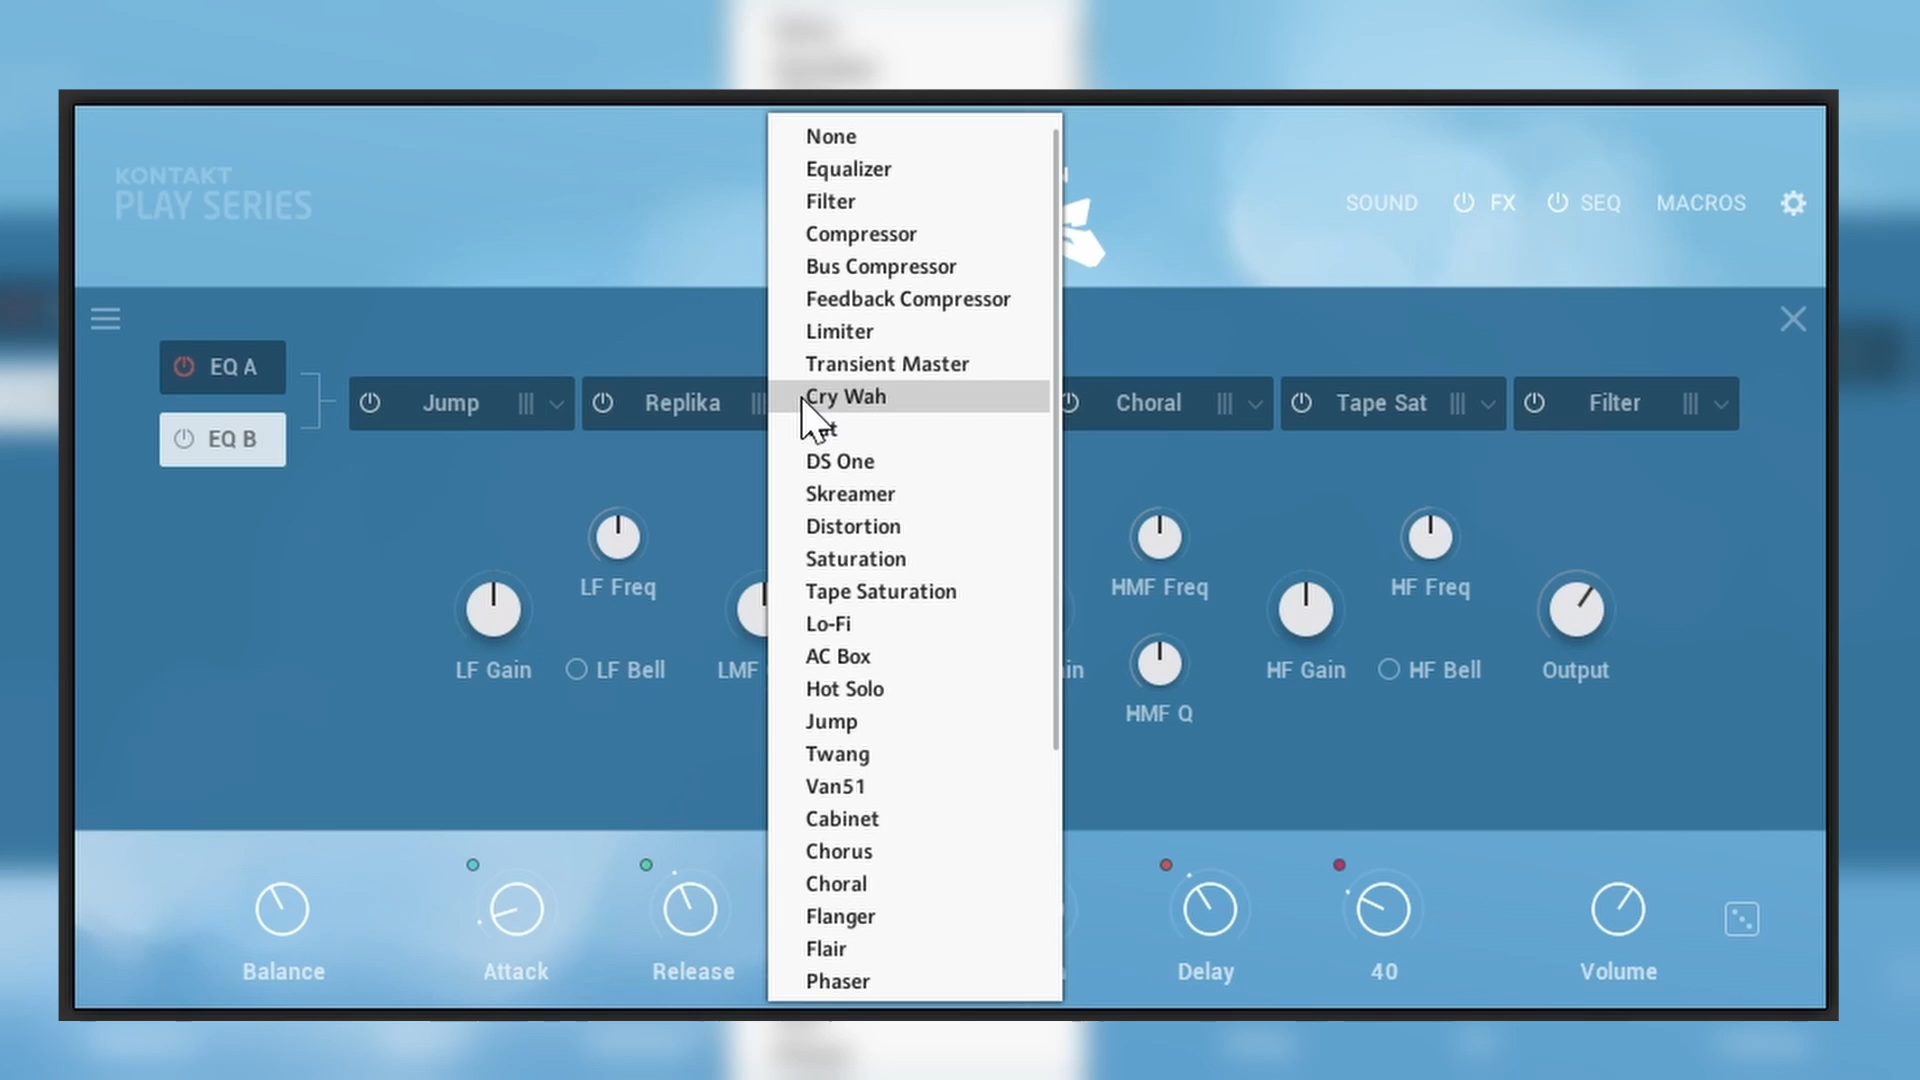 KONTAKT
PLAY SERIES
SOUND FX SEQ MACROS
EQ A
EQ B
Jump Replika Choral Tape Sat Filter
None
Equalizer
Filter
Compressor
Bus Compressor
Feedback Compressor
Limiter
Transient Master
Cry Wah
DS One
Skreamer
Distortion
Saturation
Tape Saturation
Lo-Fi
AC Box
Hot Solo
Jump
Twang
Van51
Cabinet
Chorus
Choral
Flanger
Flair
Phaser
LF Freq
LF Gain
LF Bell
LMF
HMF Freq
HMF Q
HF Freq
HF Gain
HF Bell
Output
Balance Attack Release Delay 40 Volume